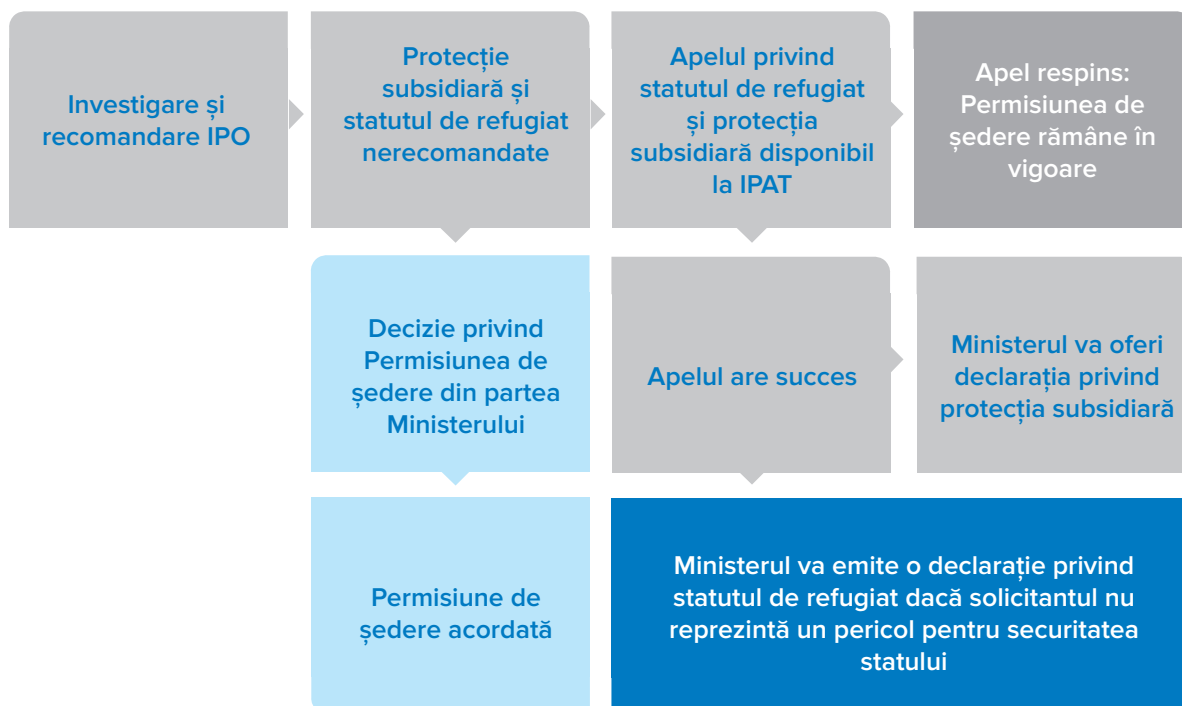 Investigare și
recomandare IPO
Protecție
subsidiară și
statutul de refugiat
nerecomandate
Apelul privind
statutul de refugiat
și protecția
subsidiară disponibil
la IPAT
Apel respins:
Permisiunea de
ședere rămâne în
vigoare
Decizie privind
Permisiunea de
ședere din partea
Ministerului
Apelul are succes
Ministerul va oferi
declarația privind
protecția subsidiară
Permisiune de
ședere acordată
Ministerul va emite o declarație privind
statutul de refugiat dacă solicitantul nu
reprezintă un pericol pentru securitatea
statului